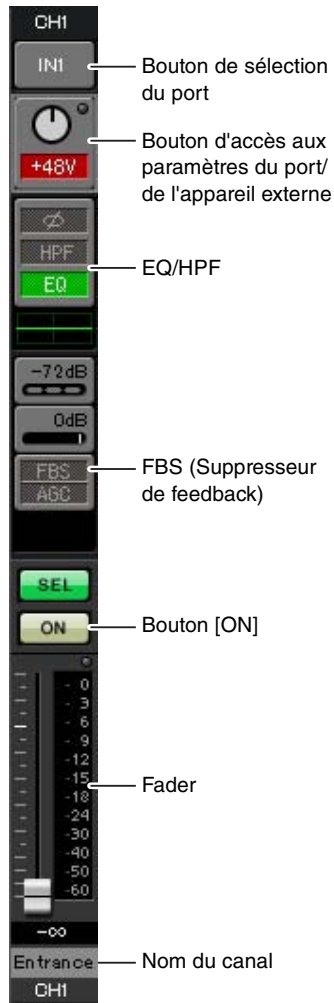 CH1
IN1
Bouton de sélection
du port
+48V
Bouton d'accès aux
paramètres du port/
de l'appareil externe
HPF
EQ
EQ/HPF
-72dB
0dB
FBS
AGC
FBS (Suppresseur
de feedback)
SEL
ON
Bouton [ON]
0
3
6
9
-12
-15
-18
-24
-30
-40
-50
-60
Fader
-∞
Entrance
Nom du canal
CH1